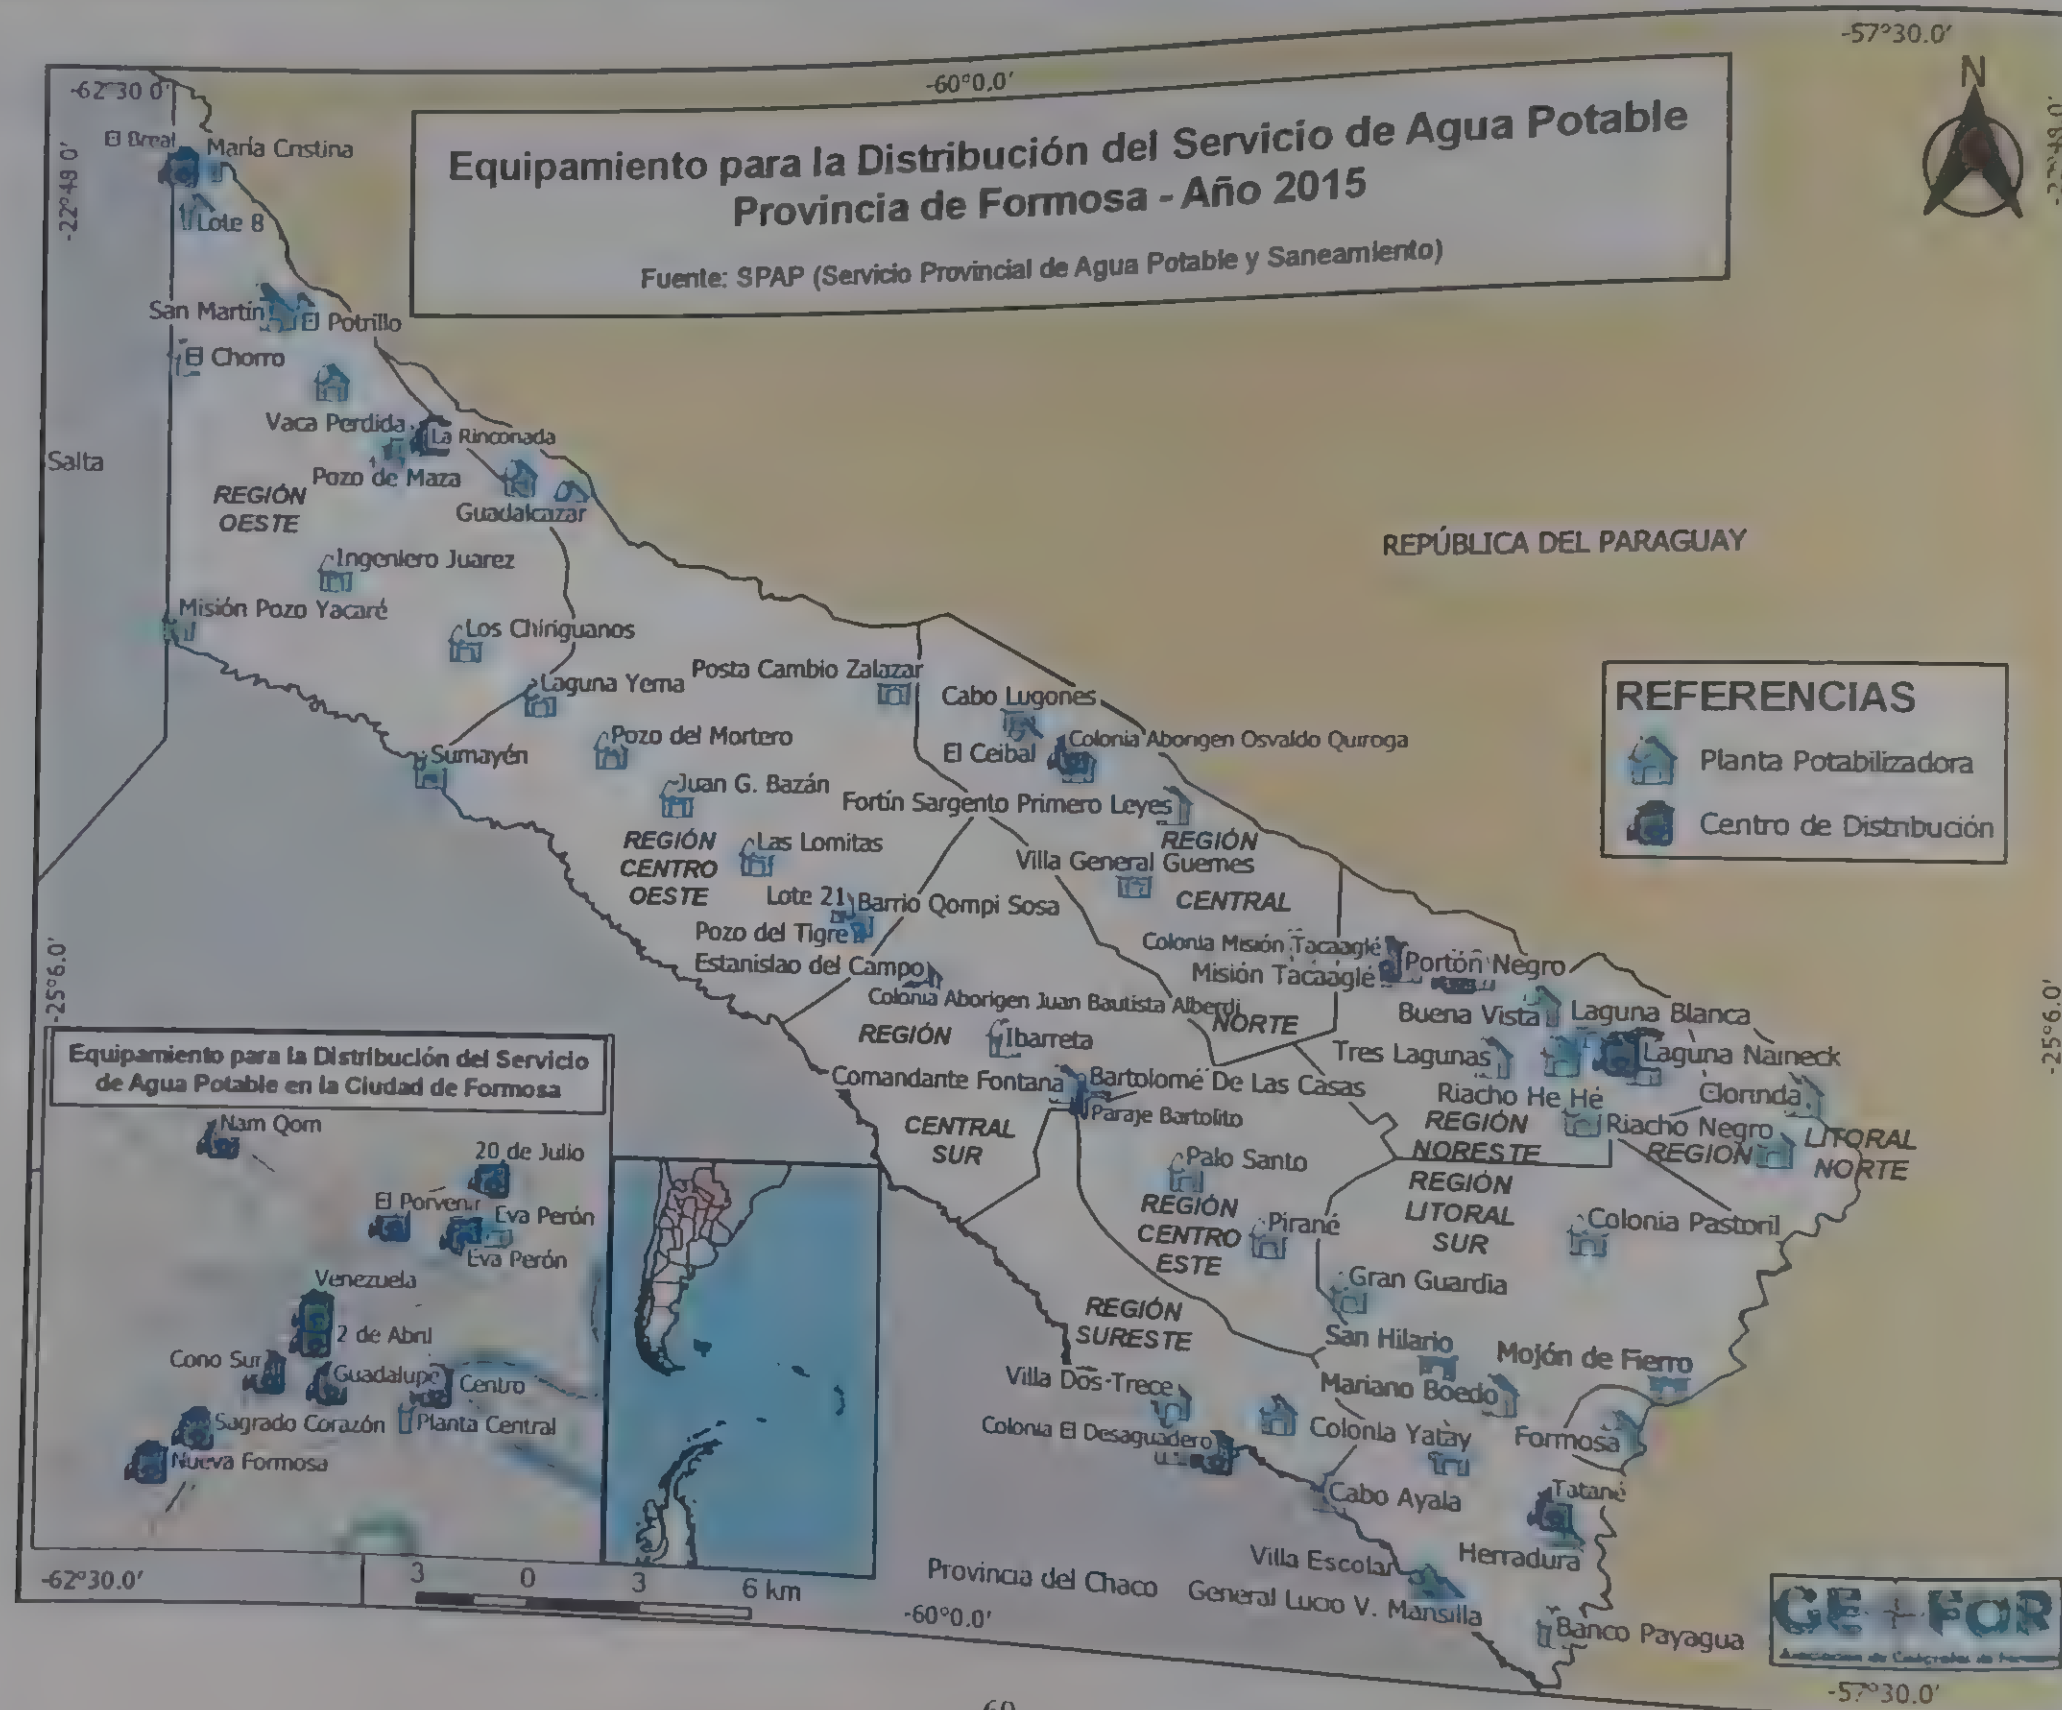 -57°30.0'
-62°30 0'
-60°0.0'
N
Equipamiento para la Distribución del Servicio de Agua Potable
Provincia de Formosa - Año 2015
Fuente: SPAP (Servicio Provincial de Agua Potable y Saneamiento)
-22°48 0'
María Cristina
Lote 8
San Martín
El Potrillo
El Chorro
Vaca Perdida
La Rinconada
Salta
Pozo de Maza
REGIÓN
OESTE
Guadalcazar
REPÚBLICA DEL PARAGUAY
Ingeniero Juarez
Misión Pozo Yacaré
Los Chiriguanos
Posta Cambio Zalazar
Laguna Yema
Cabo Lugones
REFERENCIAS
Planta Potabilizadora
Centro de Distribución
Pozo del Mortero
Sumayén
El Ceibal
Colonia Aborigen Osvaldo Quiroga
Juan G. Bazán
Fortín Sargento Primero Leyes
REGIÓN
CENTRO
OESTE
Las Lomitas
REGIÓN
CENTRAL
NORTE
Villa General Guemes
Lote 21
Barrio Qompi Sosa
Pozo del Tigre
Estanislao del Campo
Colonia Misión Tacaaglé
Misión Tacaaglé
Portón Negro
Colonia Aborigen Juan Bautista Alberdi
Buena Vista
Laguna Blanca
-25°6.0'
-25°6.0'
REGIÓN
CENTRAL
SUR
Ibarreta
Tres Lagunas
Laguna Naineck
Comandante Fontana
Bartolomé De Las Casas
Riacho He Hé
Clorinda
Paraje Bartolito
REGIÓN
NORESTE
Riacho Negro
REGION
LITORAL
NORTE
Palo Santo
REGIÓN
CENTRO
ESTE
REGIÓN
LITORAL
SUR
Pirané
Colonia Pastoril
Gran Guardia
REGIÓN
SURESTE
San Hilario
Mojón de Fierro
Villa Dos-Trece
Mariano Boedo
Colonia El Desaguadero
Colonia Yatay
Formosa
Cabo Ayala
Tatané
Villa Escolar
Herradura
Provincia del Chaco
General Lucio V. Mansilla
Banco Payagua
Equipamiento para la Distribución del Servicio
de Agua Potable en la Ciudad de Formosa
Nam Qom
20 de Julio
El Porvenir
Eva Perón
Eva Perón
Venezuela
2 de Abril
Cono Sur
Guadalupe
Centro
Sagrado Corazón
Planta Central
Nueva Formosa
-62°30.0'
3 0 3 6 km
-60°0.0'
GE FOR
-57°30.0'